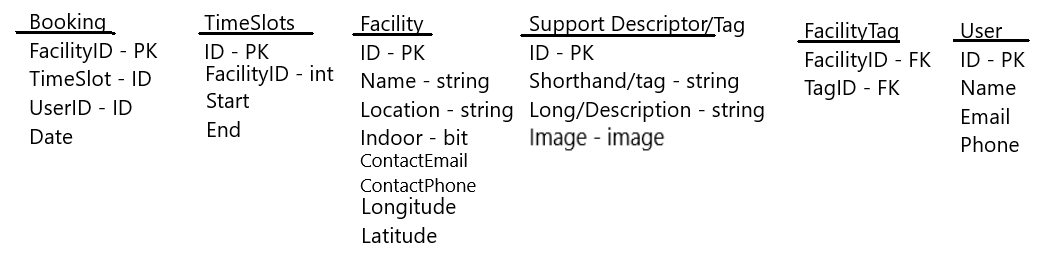 Booking
FacilityID - PK
TimeSlot - ID
UserID - ID
Date
TimeSlots
ID - PK
FacilityID - int
Start
End
Facility
ID - PK
Name - string
Location - string
Indoor - bit
ContactEmail
ContactPhone
Longitude
Latitude
Support Descriptor/Tag
ID - PK
Shorthand/tag - string
Long/Description - string
Image - image
FacilityTag
FacilityID - FK
TagID - FK
User
ID - PK
Name
Email
Phone